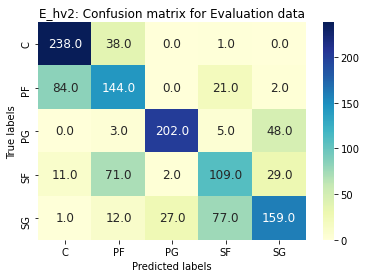 E_hv2: Confusion matrix for Evaluation data
C 238.0 38.0 0.0 1.0 0.0
PF 84.0 144.0 0.0 21.0 2.0
PG 0.0 3.0 202.0 5.0 48.0
SF 11.0 71.0 2.0 109.0 29.0
SG 1.0 12.0 27.0 77.0 159.0
C PF PG SF SG
True labels
Predicted labels
200
150
100
50
0